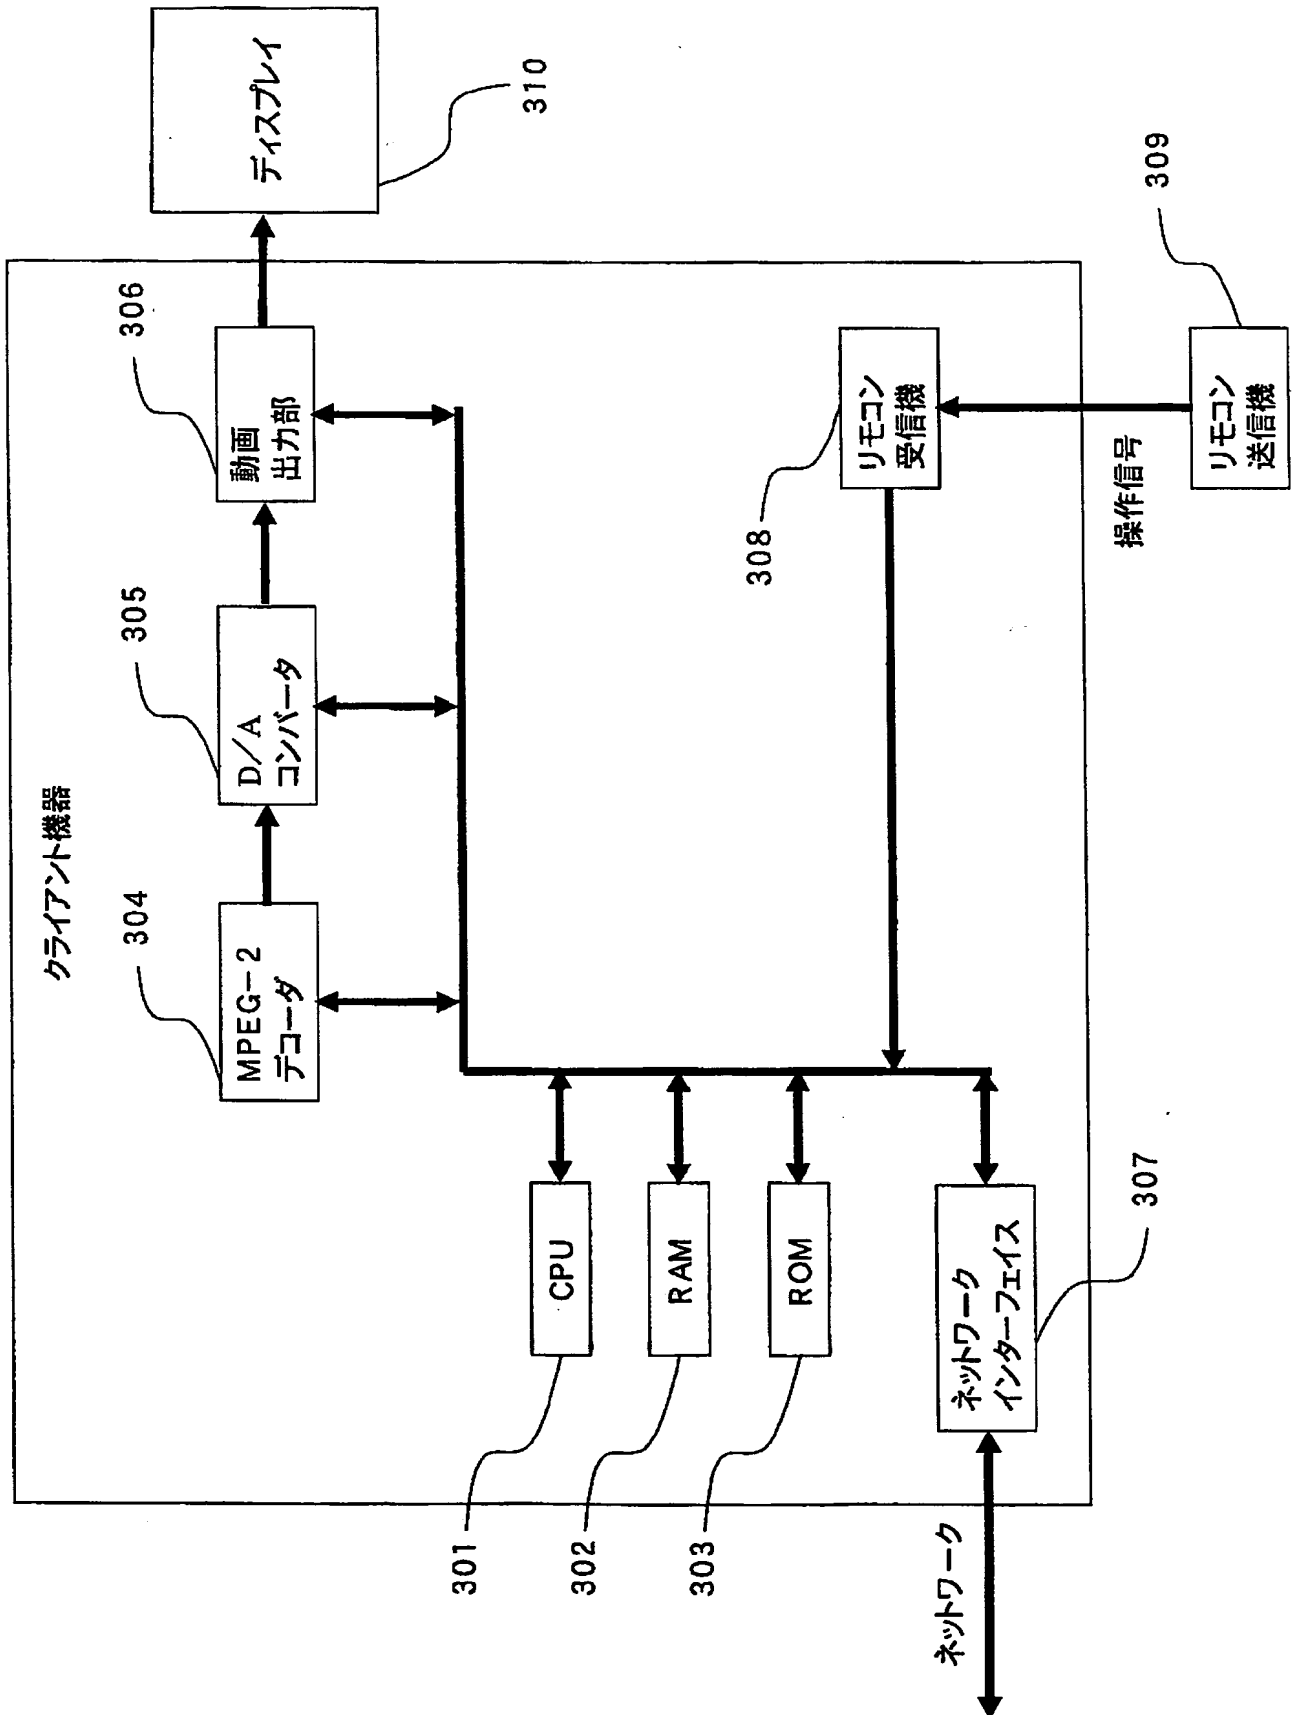 クライアント機器
304
MPEG-2
デコーダ
305
D/A
コンバータ
306
動画
出力部
ディスプレイ
310
301
CPU
302
RAM
303
ROM
308
リモコン
受信機
ネットワーク
ネットワーク
インターフェイス
307
操作信号
リモコン
送信機
309